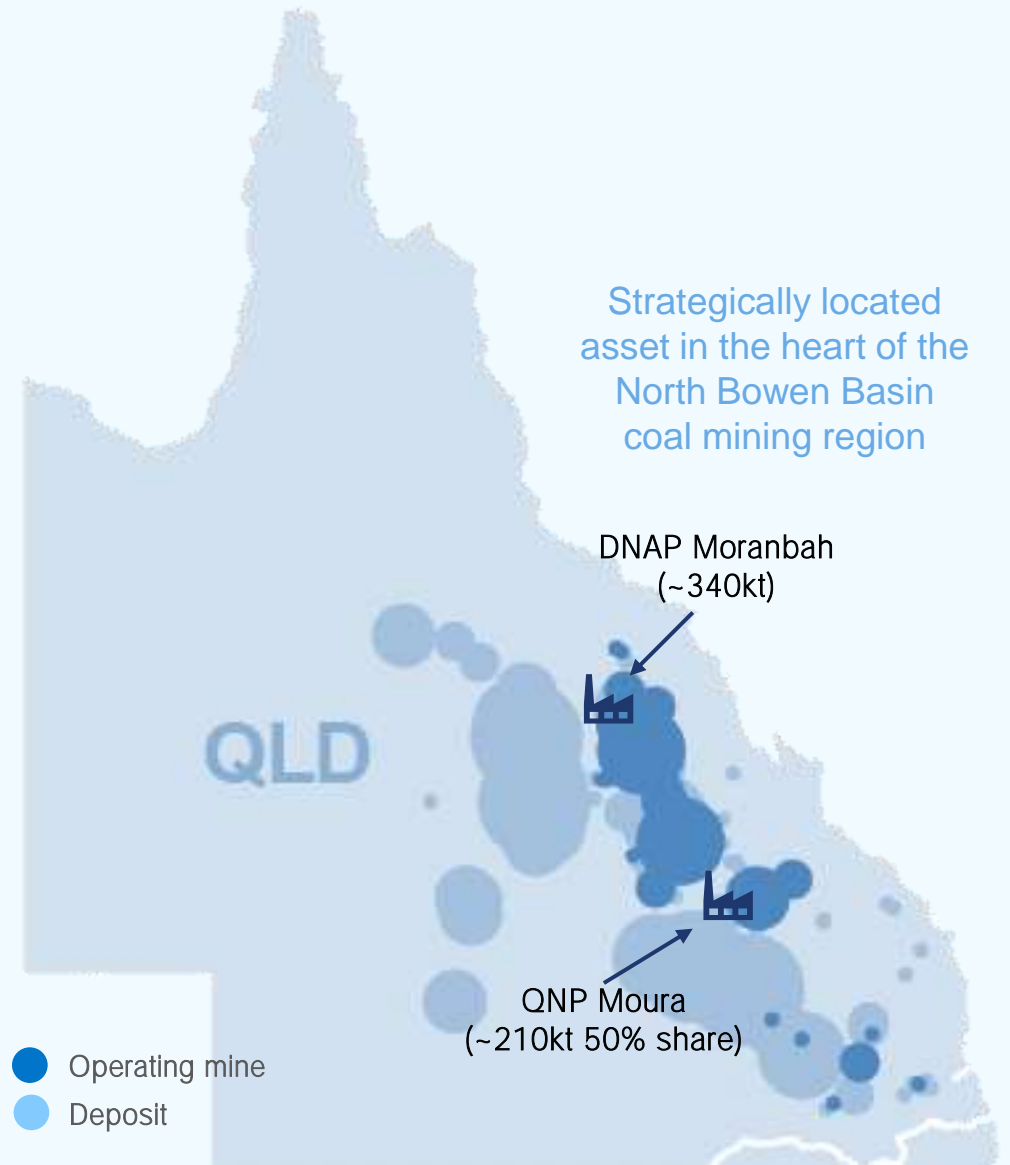 Strategically located
asset in the heart of the
North Bowen Basin
coal mining region
DNAP Moranbah
(~340kt)
QLD
QNP Moura
(~210kt 50% share)
Operating mine
Deposit